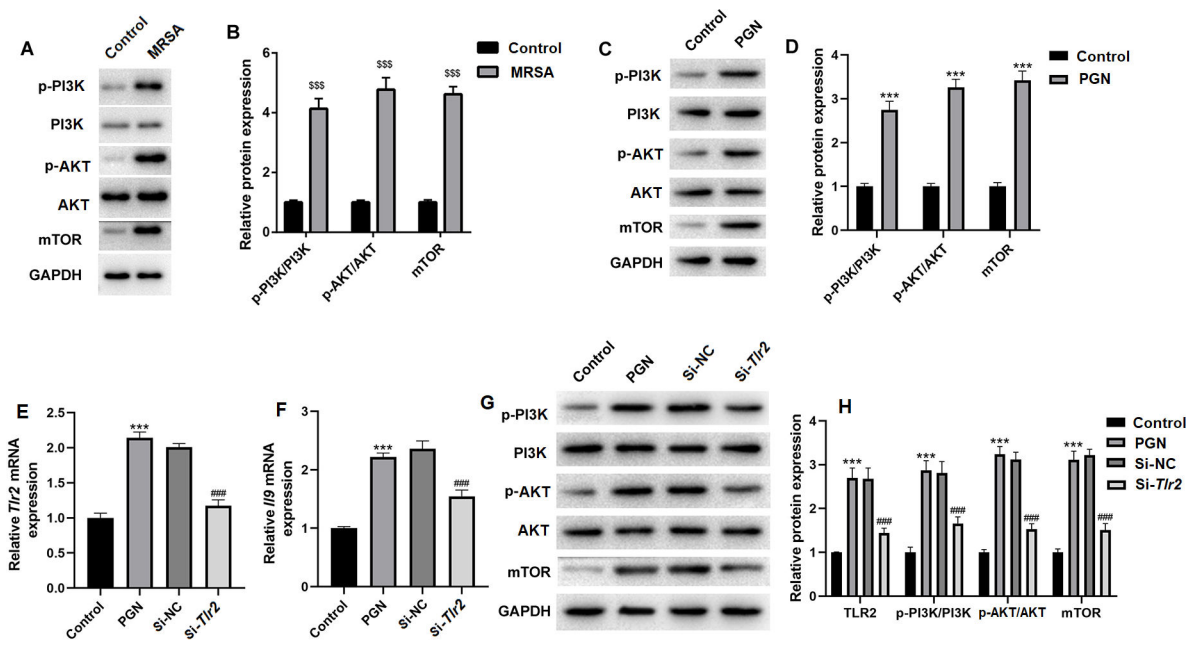 A
Control
MRSA
p-PI3K
PI3K
p-AKT
AKT
mTOR
GAPDH
B
Relative protein expression
6
4
2
0
$$$
$$$
$$$
p-PI3K/PI3K
p-AKT/AKT
mTOR
Control
MRSA
C
Control
PGN
p-PI3K
PI3K
p-AKT
AKT
mTOR
GAPDH
D
Relative protein expression
4
3
2
1
0
***
***
***
p-PI3K/PI3K
p-AKT/AKT
mTOR
Control
PGN
E
Relative Tlr2 mRNA
expression
2.5
2.0
1.5
1.0
0.5
0.0
***
###
Control
PGN
Si-NC
Si-Tlr2
F
Relative Il9 mRNA
expression
3
2
1
0
***
###
Control
PGN
Si-NC
Si-Tlr2
G
Control
PGN
Si-NC
Si-Tlr2
p-PI3K
PI3K
p-AKT
AKT
mTOR
GAPDH
H
Relative protein expression
4
3
2
1
0
***
###
***
###
***
###
***
###
TLR2
p-PI3K/PI3K
p-AKT/AKT
mTOR
Control
PGN
Si-NC
Si-Tlr2